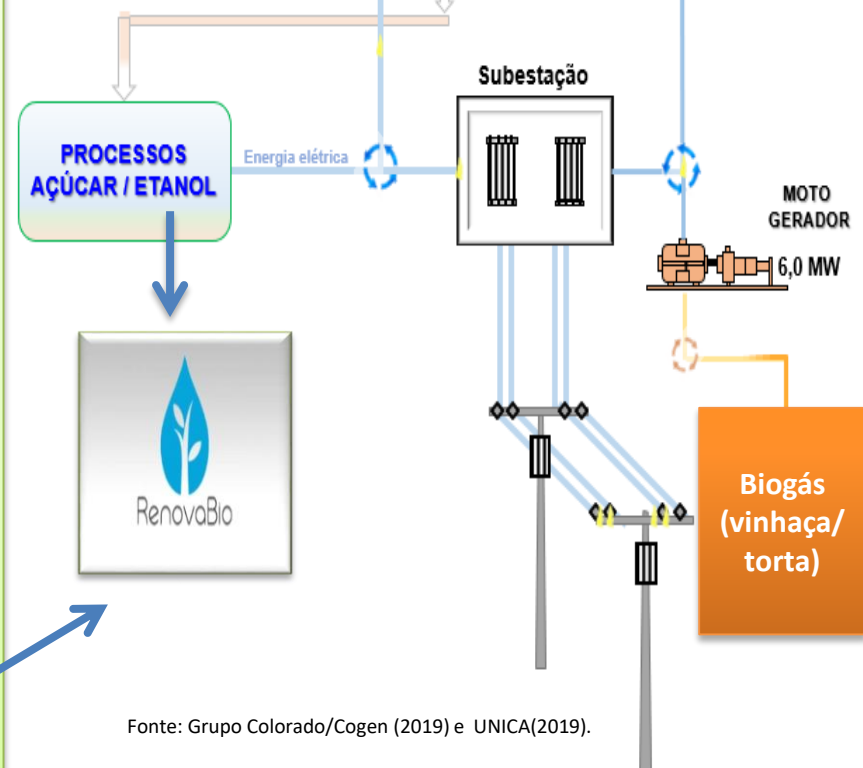 Subestação
PROCESSOS
AÇÚCAR / ETANOL
Energia elétrica
MOTO
GERADOR
6,0 MW
RenovaBio
Biogás
(vinhaça/
torta)
Fonte: Grupo Colorado/Cogen (2019) e UNICA(2019).